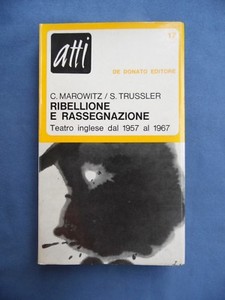 atti
17
DE DONATO EDITORE
C. MAROWITZ / S. TRUSSLER
RIBELLIONE
E RASSEGNAZIONE
Teatro inglese dal 1957 al 1967